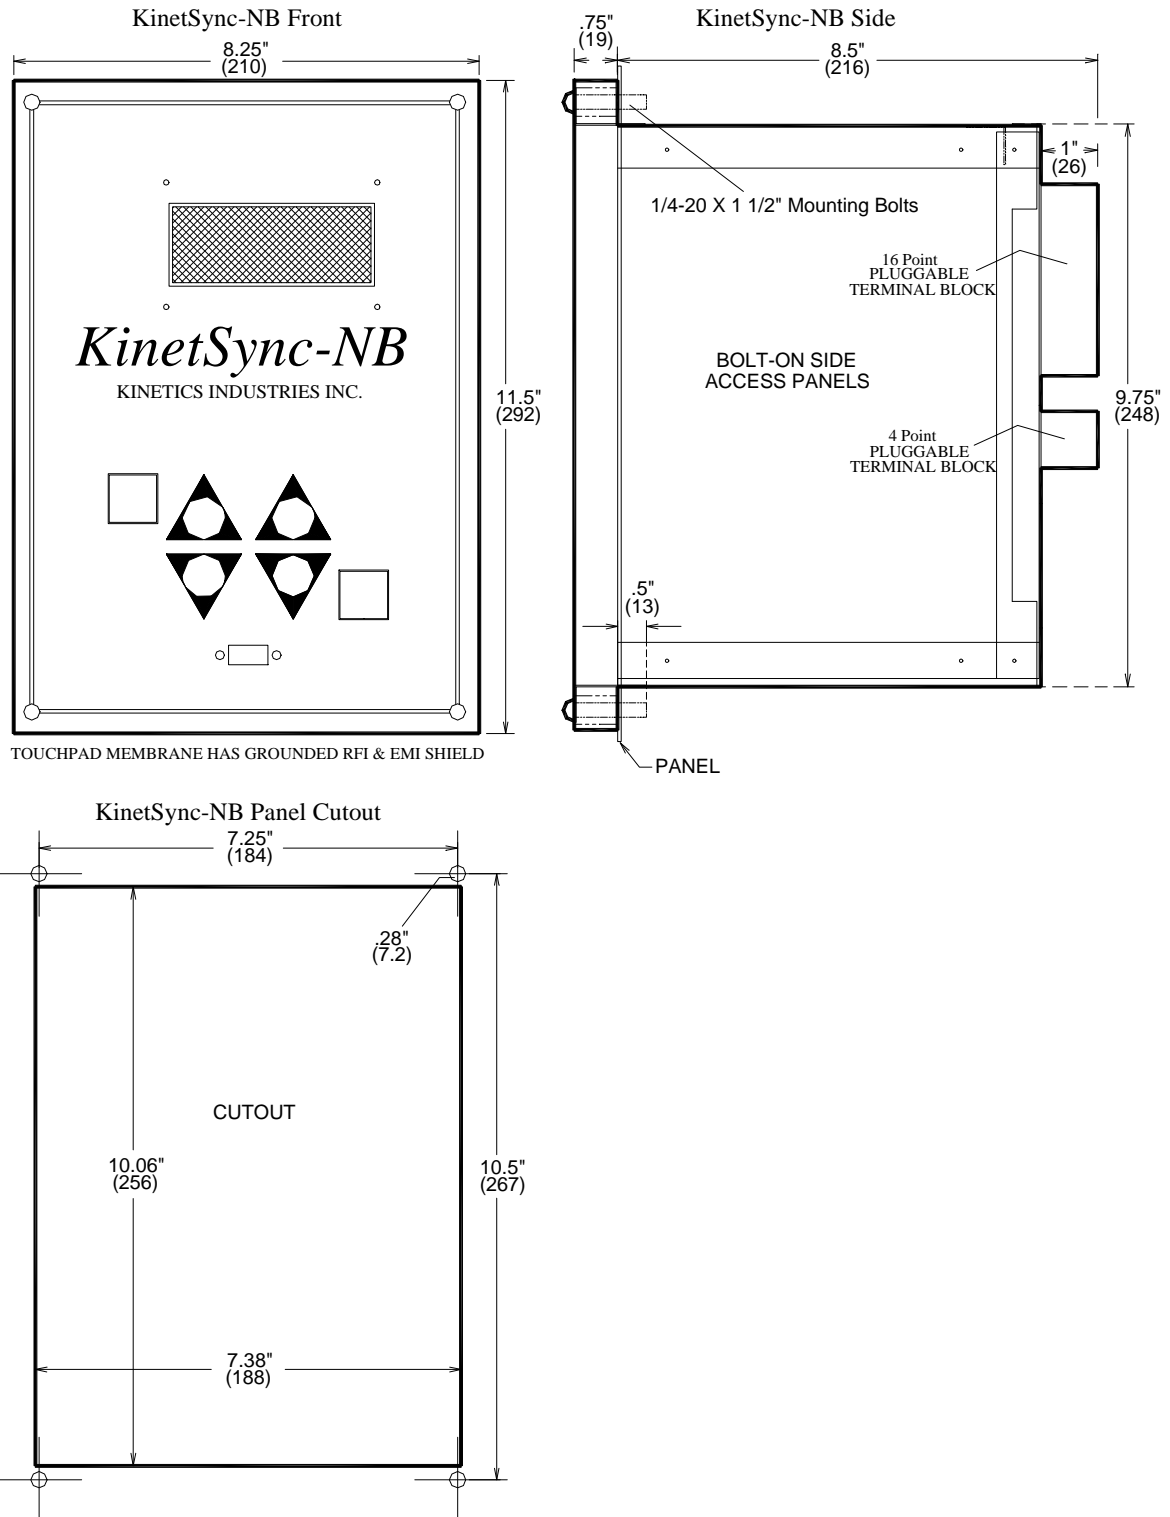 KinetSync-NB Front
8.25"
(210)
KinetSync-NB
KINETICS INDUSTRIES INC.
11.5"
(292)
TOUCHPAD MEMBRANE HAS GROUNDED RFI & EMI SHIELD
KinetSync-NB Side
.75"
(19)
8.5"
(216)
1"
(26)
1/4-20 X 1 1/2" Mounting Bolts
16 Point
PLUGGABLE
TERMINAL BLOCK
BOLT-ON SIDE
ACCESS PANELS
9.75"
(248)
4 Point
PLUGGABLE
TERMINAL BLOCK
.5"
(13)
PANEL
KinetSync-NB Panel Cutout
7.25"
(184)
.28"
(7.2)
CUTOUT
10.06"
(256)
10.5"
(267)
7.38"
(188)